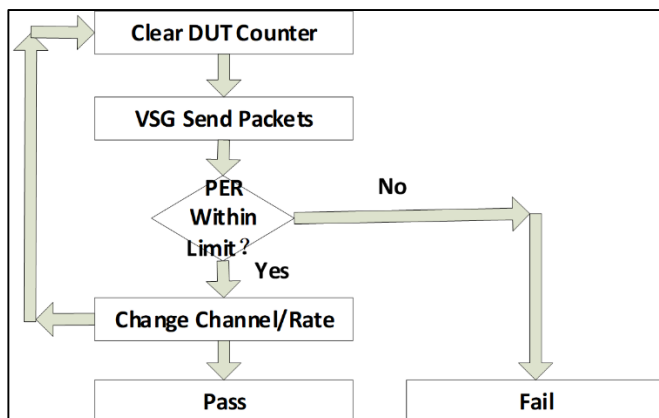 Clear DUT Counter
VSG Send Packets
PER
Within
Limit？
No
Yes
Change Channel/Rate
Pass
Fail